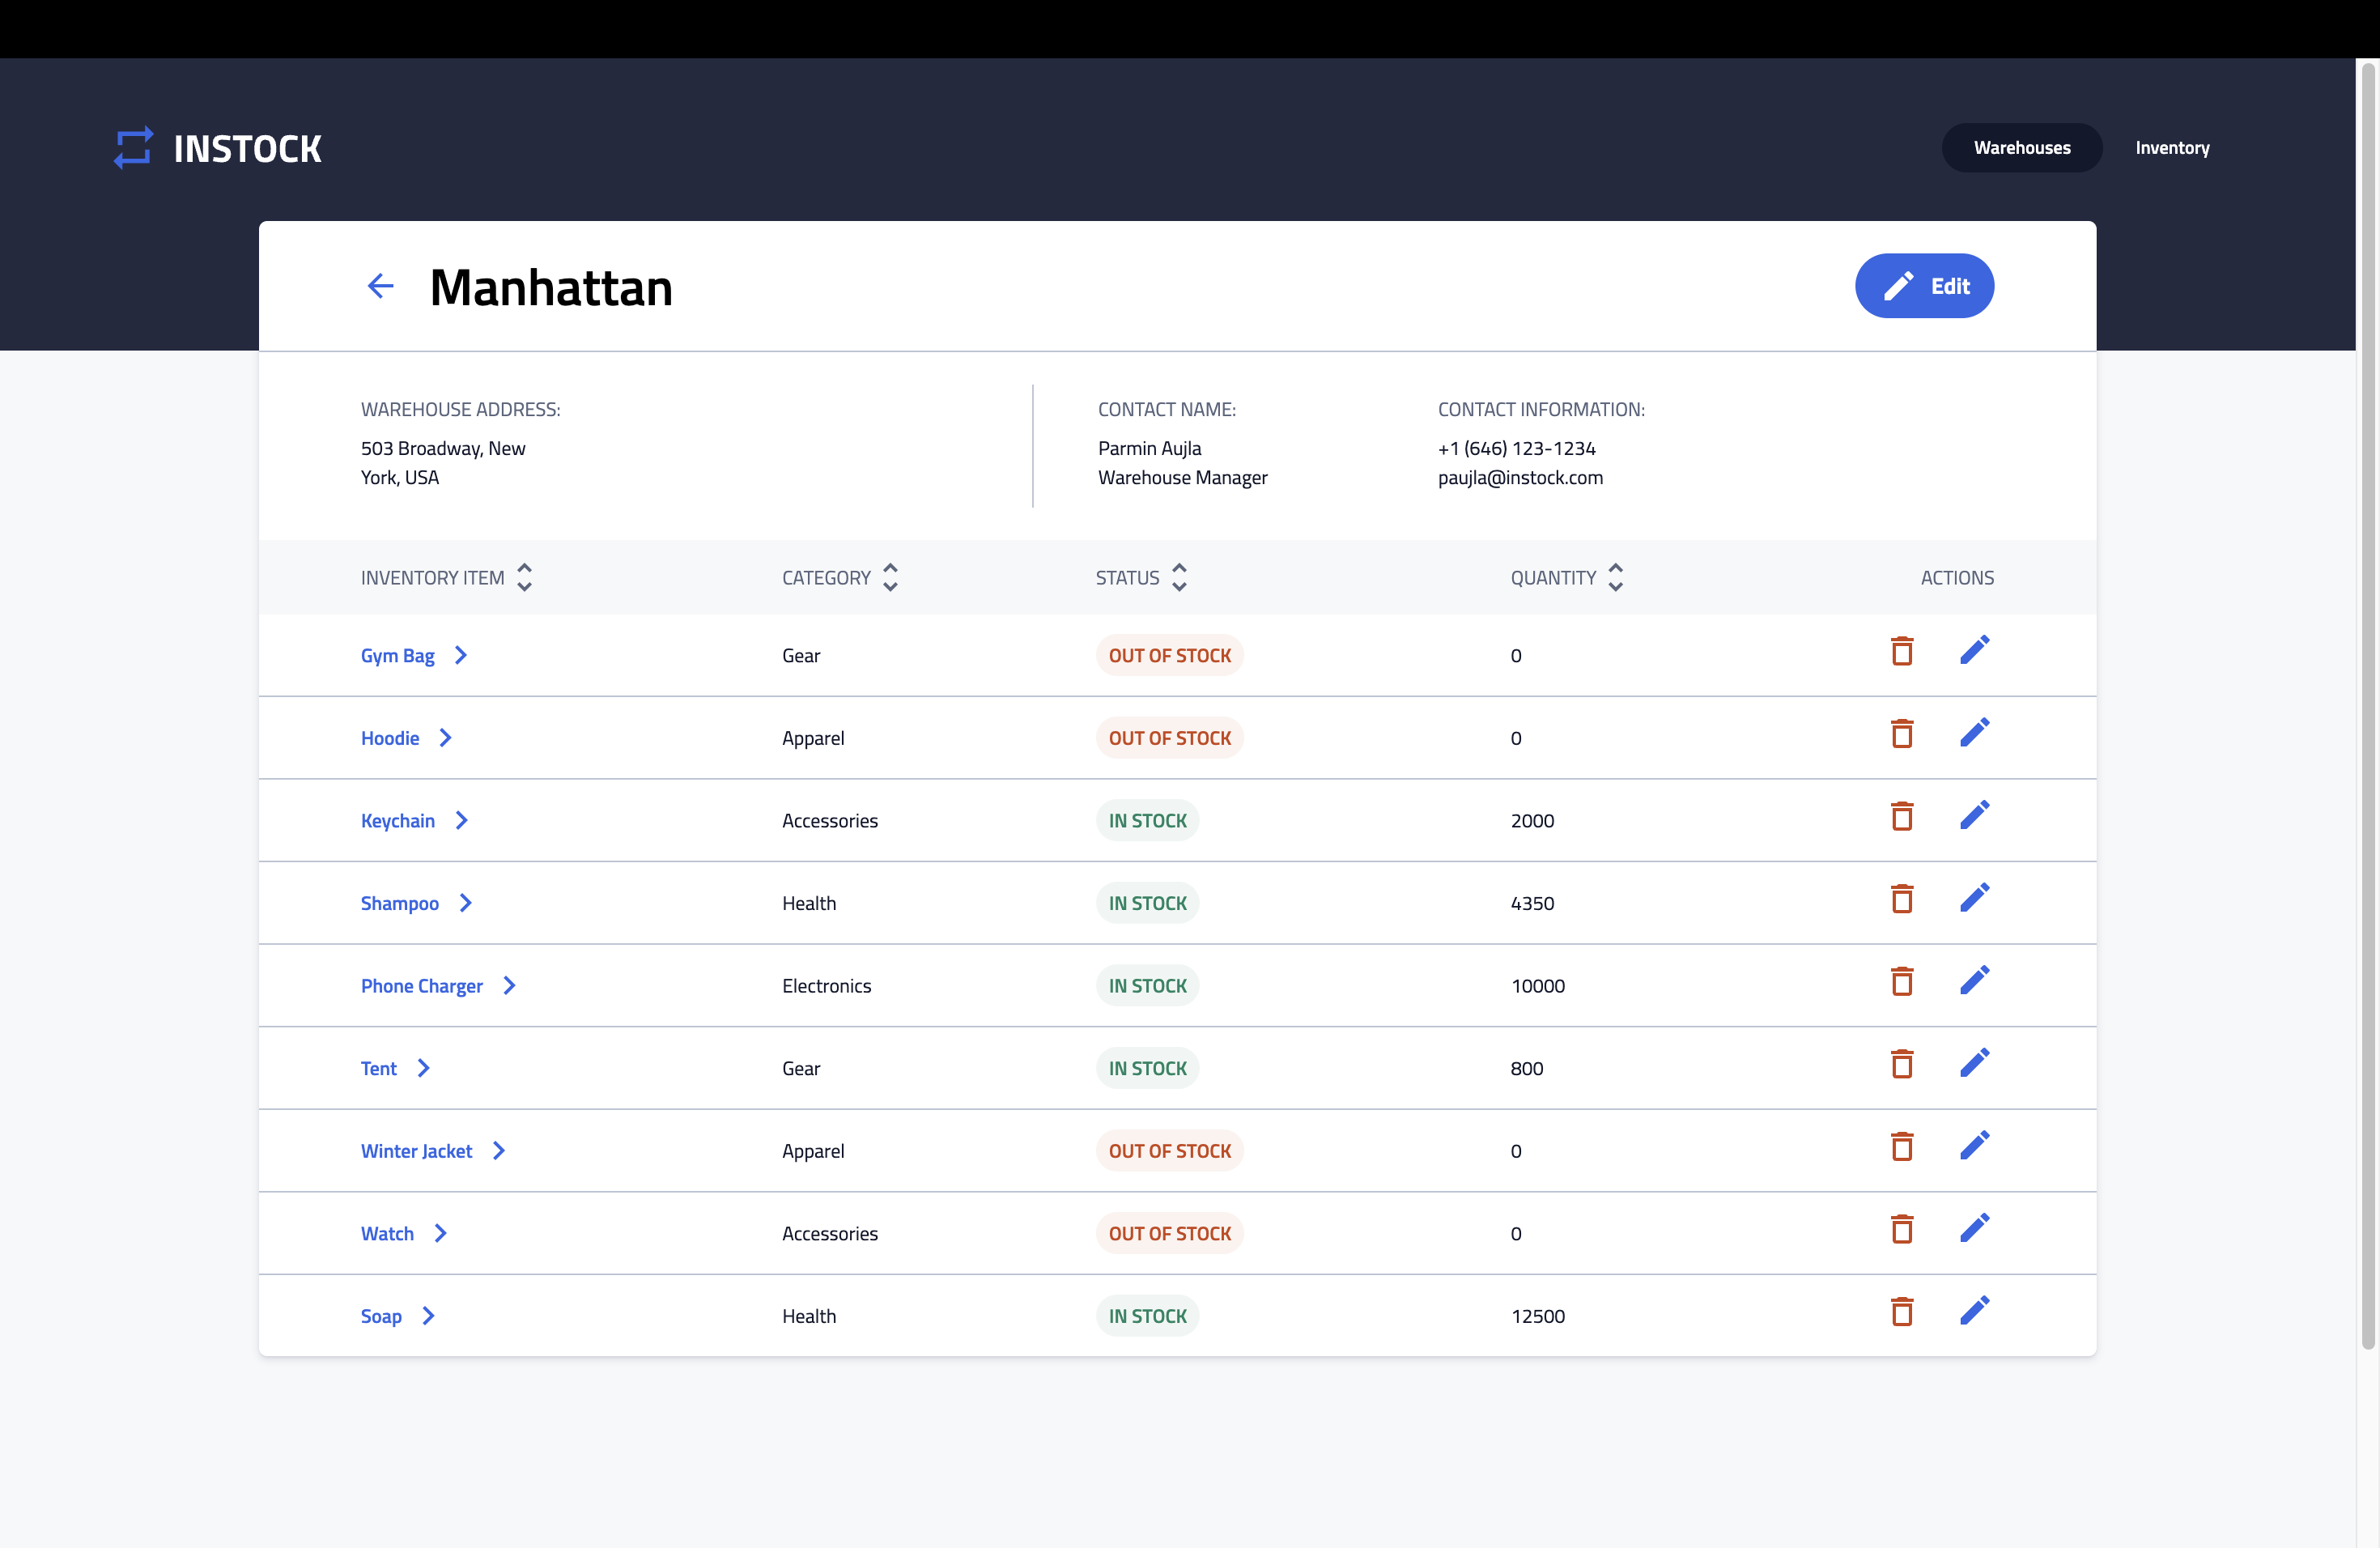 INSTOCK
Warehouses
Inventory
Manhattan
Edit
WAREHOUSE ADDRESS:
503 Broadway, New
York, USA
CONTACT NAME:
Parmin Aujla
Warehouse Manager
CONTACT INFORMATION:
+1 (646) 123-1234
paujla@instock.com
INVENTORY ITEM CATEGORY STATUS QUANTITY ACTIONS
Gym Bag Gear OUT OF STOCK 0
Hoodie Apparel OUT OF STOCK 0
Keychain Accessories IN STOCK 2000
Shampoo Health IN STOCK 4350
Phone Charger Electronics IN STOCK 10000
Tent Gear IN STOCK 800
Winter Jacket Apparel OUT OF STOCK 0
Watch Accessories OUT OF STOCK 0
Soap Health IN STOCK 12500